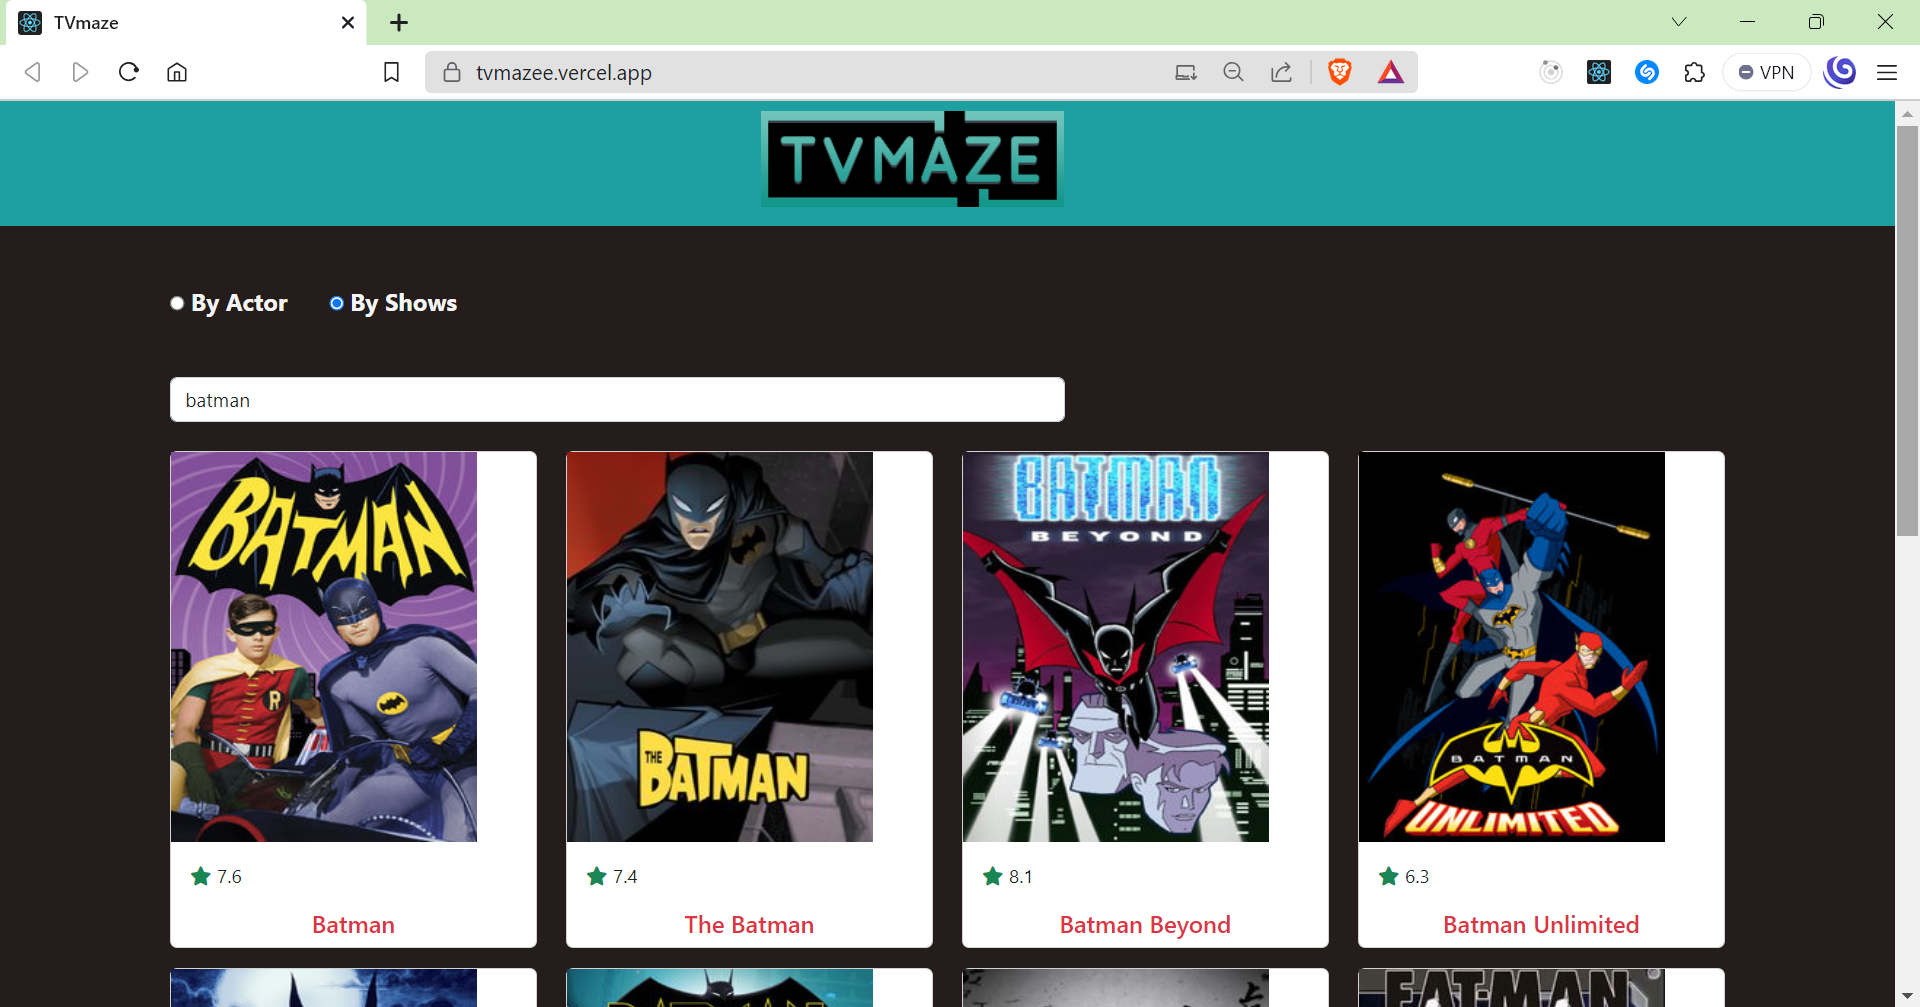 TVmaze
tvmazee.vercel.app
VPN
TVMAZE
By Actor
By Shows
batman
BATMAN
R
THE
BATMAN
BATMAN
BEYOND
BATMAN
UNLIMITED
7.6
7.4
8.1
6.3
Batman
The Batman
Batman Beyond
Batman Unlimited